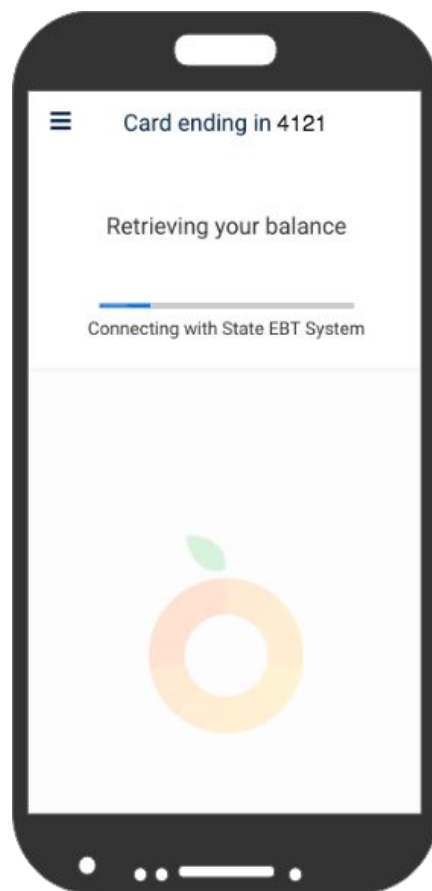 Card ending in 4121
Retrieving your balance
Connecting with State EBT System